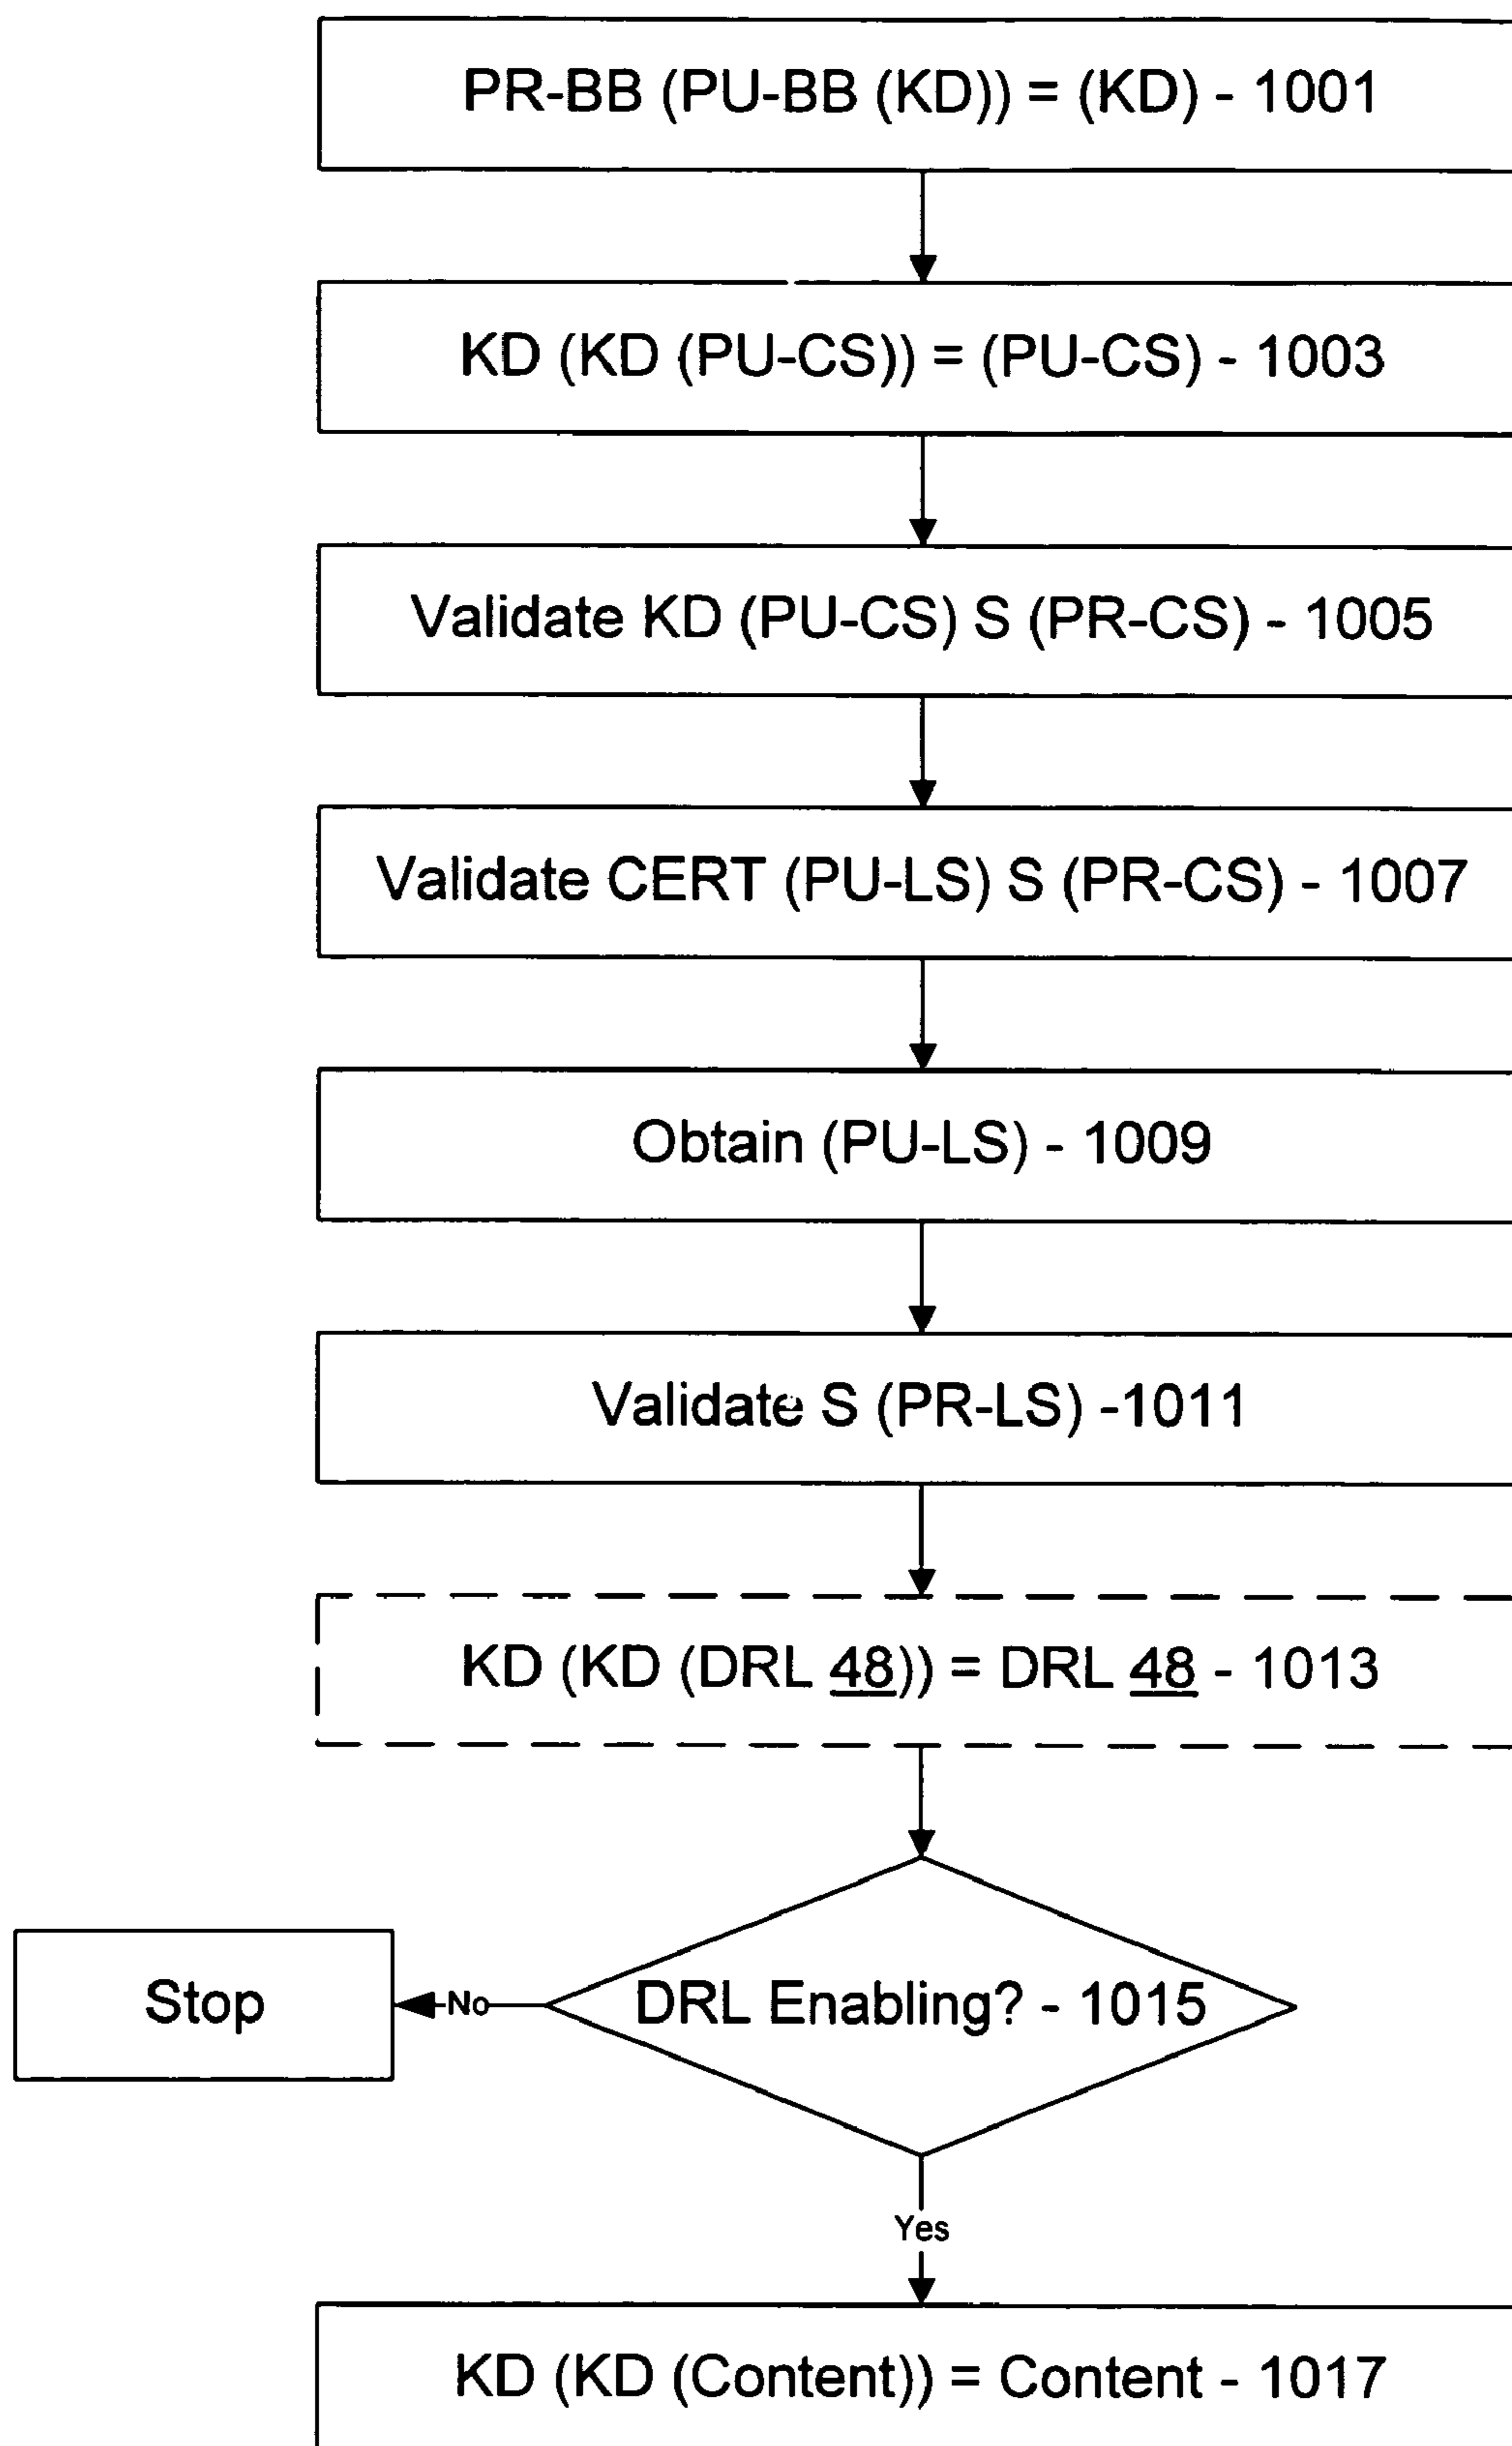 PR-BB (PU-BB (KD)) = (KD) - 1001
KD (KD (PU-CS)) = (PU-CS) - 1003
Validate KD (PU-CS) S (PR-CS) - 1005
Validate CERT (PU-LS) S (PR-CS) - 1007
Obtain (PU-LS) - 1009
Validate S (PR-LS) -1011
KD (KD (DRL 48)) = DRL 48 - 1013
DRL Enabling? - 1015
No
Stop
Yes
KD (KD (Content)) = Content - 1017